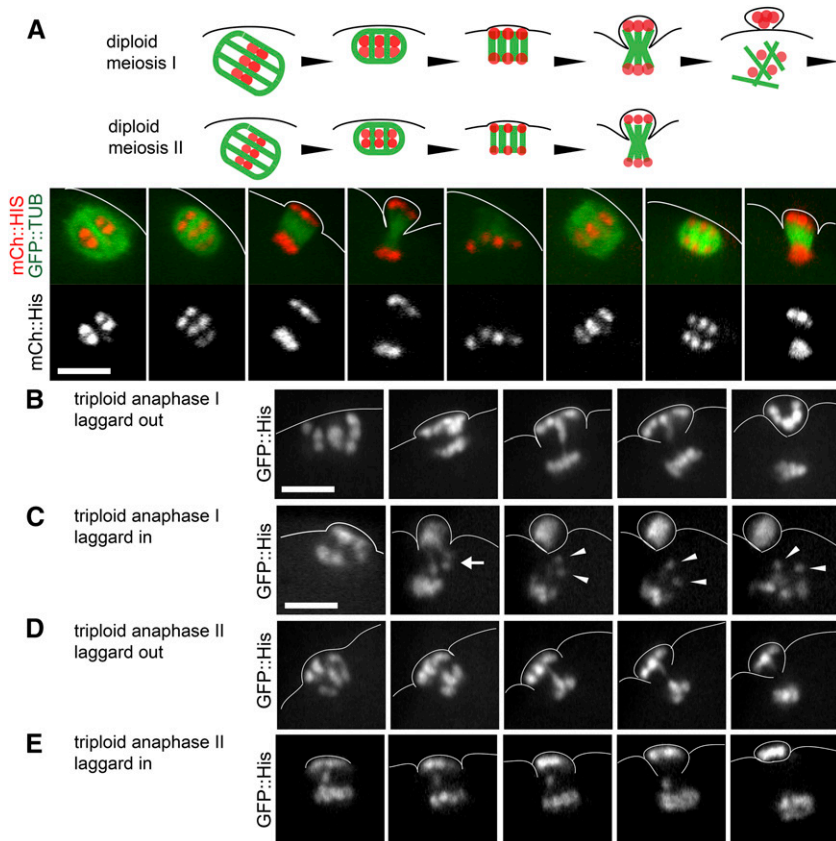 A
diploid
meiosis I
diploid
meiosis II
mCh::HIS
GFP::TUB
mCh::His
B
triploid anaphase I
laggard out
GFP::His
C
triploid anaphase I
laggard in
GFP::His
D
triploid anaphase II
laggard out
GFP::His
E
triploid anaphase II
laggard in
GFP::His